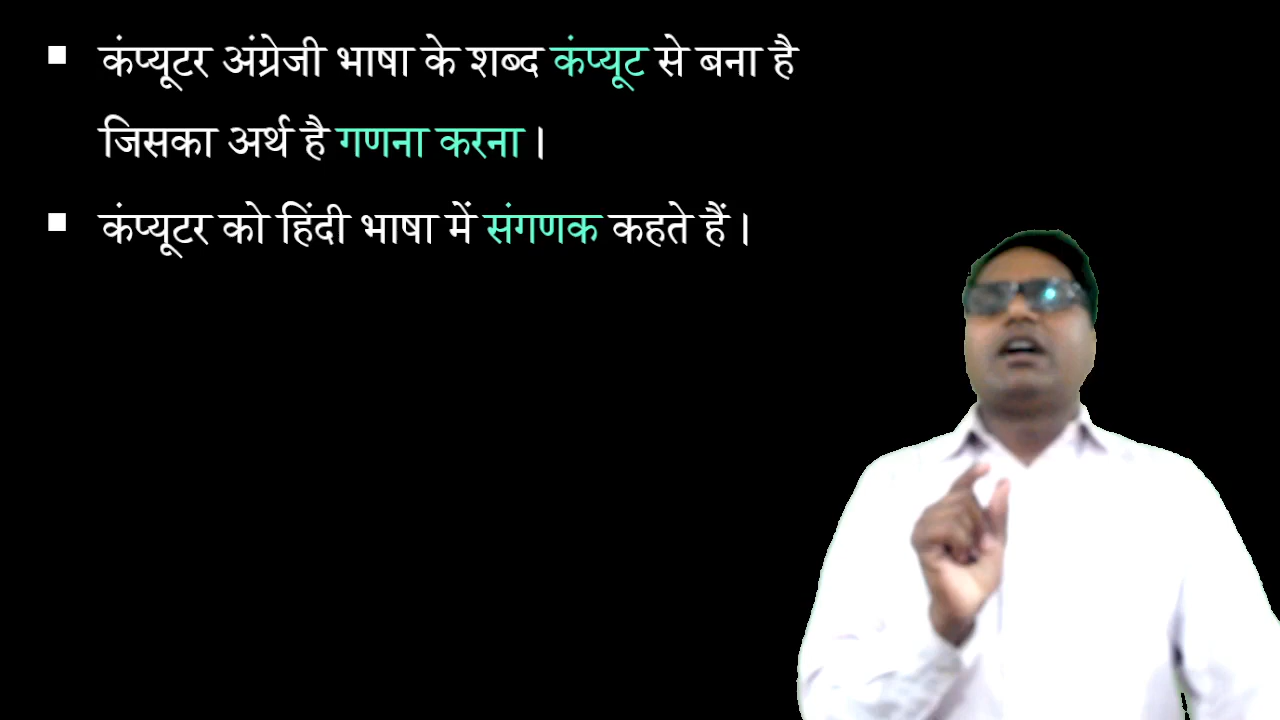 ▪ कंप्यूटर अंग्रेजी भाषा के शब्द कंप्यूट से बना है
जिसका अर्थ है गणना करना ।
▪ कंप्यूटर को हिंदी भाषा में संगणक कहते हैं ।